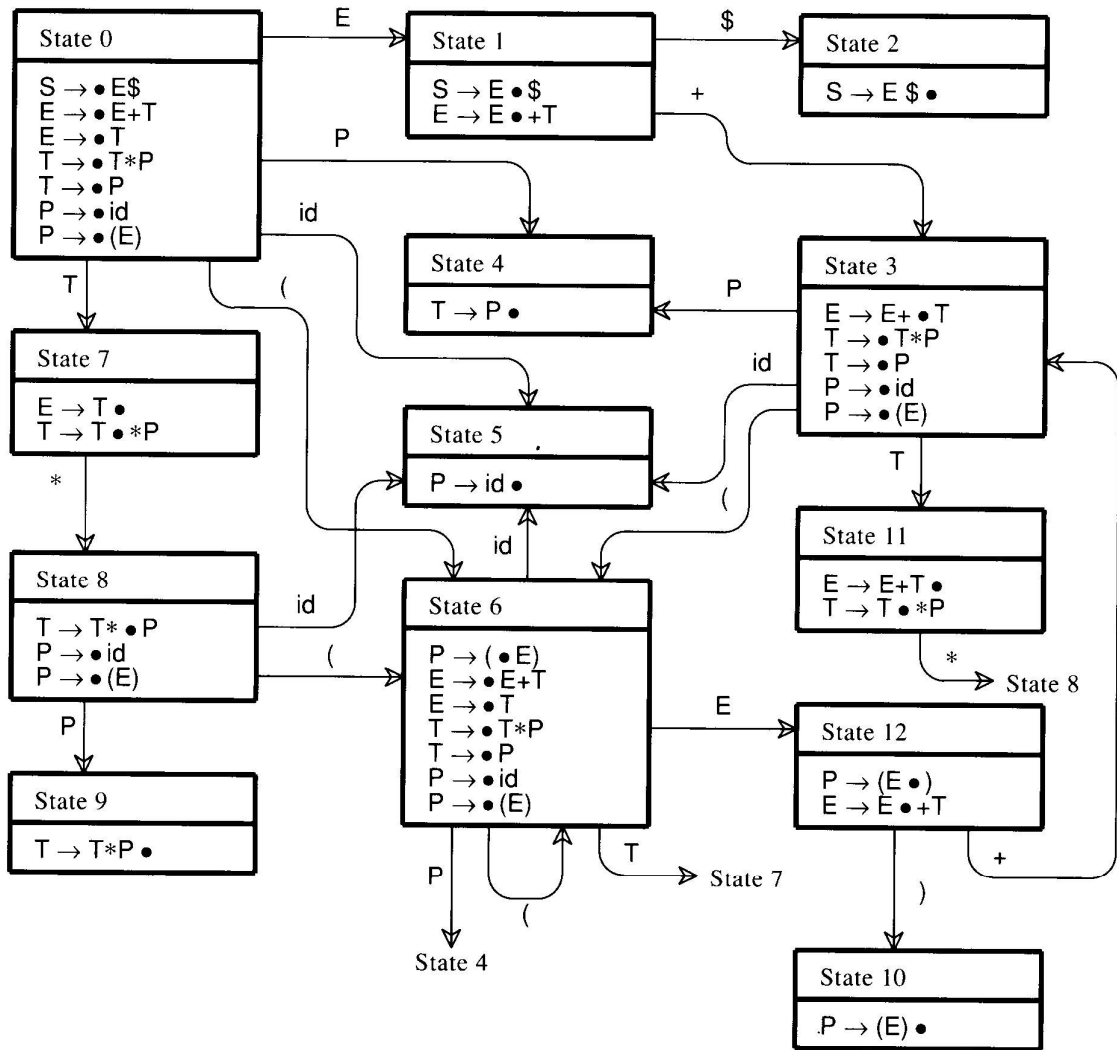 State 0
S → • E$
E → • E+T
E → • T
T → • T*P
T → • P
P → • id
P → • (E)
E
State 1
S → E • $
E → E • +T
$
State 2
S → E $ •
+
P
id
(
T
State 4
T → P •
P
State 3
E → E+ • T
T → • T*P
T → • P
P → • id
P → • (E)
id
(
T
State 7
E → T •
T → T • *P
*
State 5
P → id •
id
State 11
E → E+T •
T → T • *P
*
State 8
State 8
T → T* • P
P → • id
P → • (E)
id
(
P
State 9
T → T*P •
State 6
P → ( • E)
E → • E+T
E → • T
T → • T*P
T → • P
P → • id
P → • (E)
E
P
(
T
State 7
State 4
State 12
P → (E • )
E → E • +T
+
)
State 10
P → (E) •